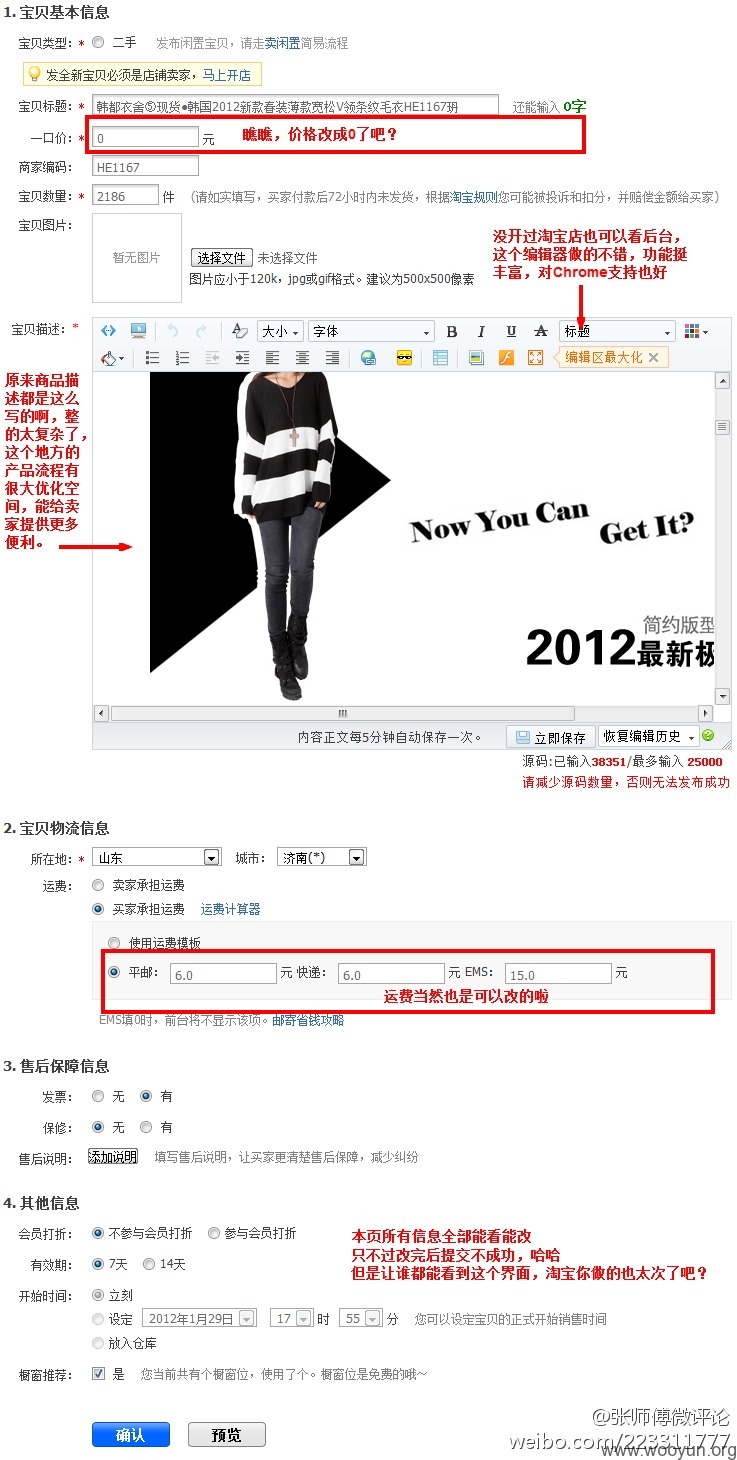 1. 宝贝基本信息
宝贝类型：* 二手 发布闲置宝贝，请走卖闲置简易流程
发全新宝贝必须是店铺卖家，马上开店
宝贝标题：* 韩都衣舍⑤现货●韩国2012新款春装薄款宽松V领条纹毛衣HE1167玬 还能输入 0字
一口价：* 0 元 瞧瞧，价格改成0了吧？
商家编码： HE1167
宝贝数量：* 2186 件 （请如实填写，买家付款后72小时内未发货，根据淘宝规则您可能被投诉和扣分，并赔偿金额给买家）
宝贝图片：
暂无图片
选择文件 未选择文件
图片应小于120k，jpg或gif格式。建议为500x500像素
没开过淘宝店也可以看后台，
这个编辑器做的不错，功能挺
丰富，对Chrome支持也好
宝贝描述：*
大小 字体 B I U A 标题
编辑区最大化
原来商品描
述都是这么
写的啊，整
的太复杂了，
这个地方的
产品流程有
很大优化空
间，能给卖
家提供更多
便利。
Now You Can
Get It?
简约版型
2012最新极
内容正文每5分钟自动保存一次。 立即保存 恢复编辑历史
源码:已输入38351/最多输入 25000
请减少源码数量，否则无法发布成功
2. 宝贝物流信息
所在地：* 山东 城市： 济南(*)
运费： 卖家承担运费
买家承担运费 运费计算器
使用运费模板
平邮： 6.0 元 快递： 6.0 元 EMS： 15.0 元
运费当然也是可以改的啦
EMS填0时，前台将不显示该项。邮寄省钱攻略
3. 售后保障信息
发票： 无 有
保修： 无 有
售后说明： 添加说明 填写售后说明，让买家更清楚售后保障，减少纠纷
4. 其他信息
会员打折： 不参与会员打折 参与会员打折
有效期： 7天 14天
开始时间： 立刻
设定 2012年1月29日 17 时 55 分 您可以设定宝贝的正式开始销售时间
放入仓库
本页所有信息全部能看能改
只不过改完后提交不成功，哈哈
但是让谁都能看到这个界面，淘宝你做的也太次了吧？
橱窗推荐： 是 您当前共有个橱窗位，使用了个。橱窗位是免费的哦～
确认 预览
@张师傅微评论
weibo.com/223311777
www.wooyun.org